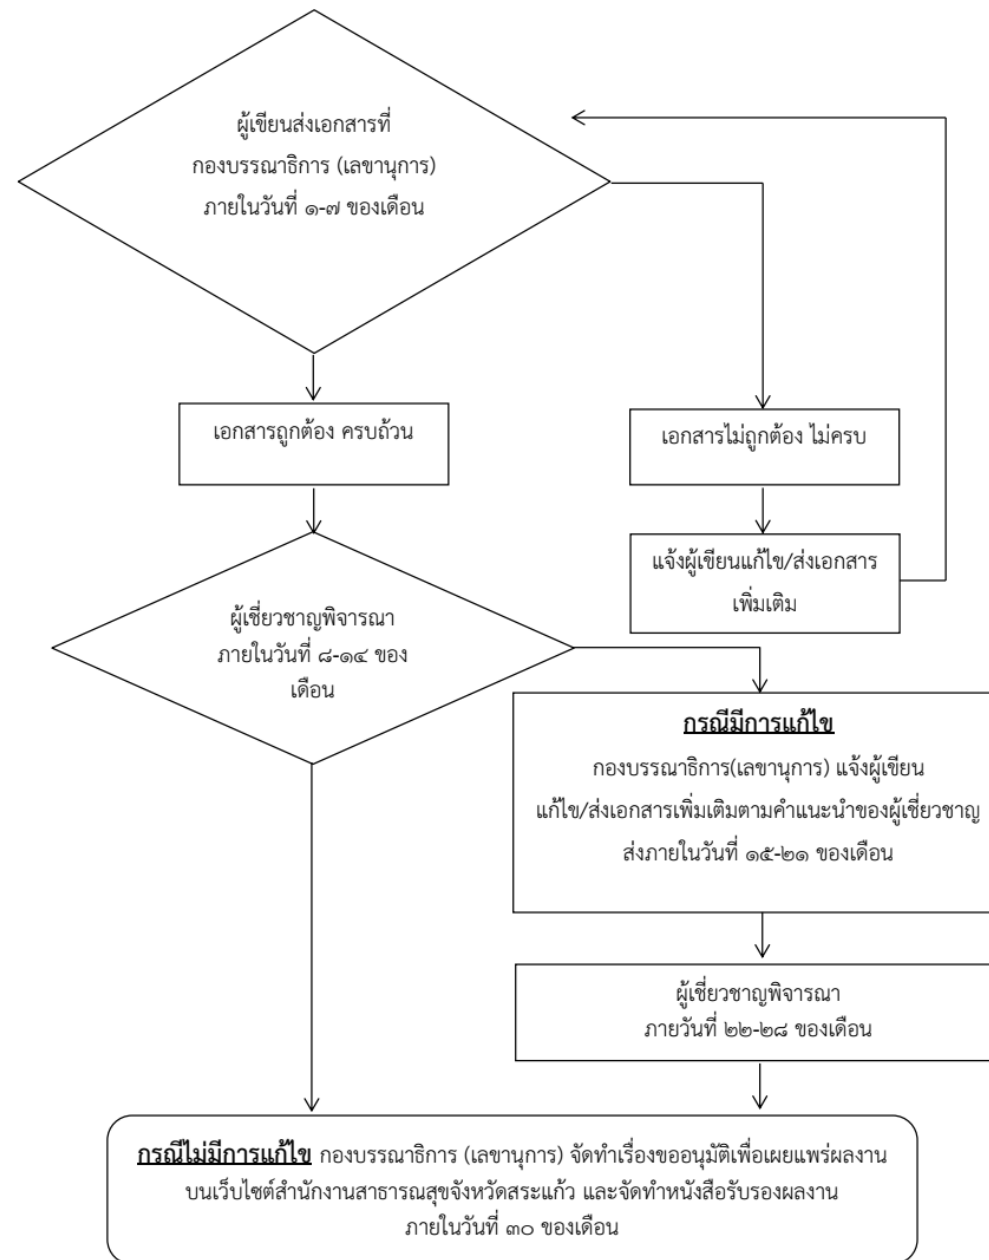 ผู้เขียนส่งเอกสารที่
กองบรรณาธิการ (เลขานุการ)
ภายในวันที่ ๑-๗ ของเดือน
เอกสารถูกต้อง ครบถ้วน
เอกสารไม่ถูกต้อง ไม่ครบ
แจ้งผู้เขียนแก้ไข/ส่งเอกสาร
เพิ่มเติม
ผู้เชี่ยวชาญพิจารณา
ภายในวันที่ ๘-๑๔ ของ
เดือน
กรณีมีการแก้ไข
กองบรรณาธิการ(เลขานุการ) แจ้งผู้เขียน
แก้ไข/ส่งเอกสารเพิ่มเติมตามคำแนะนำของผู้เชี่ยวชาญ
ส่งภายในวันที่ ๑๕-๒๑ ของเดือน
ผู้เชี่ยวชาญพิจารณา
ภายวันที่ ๒๒-๒๘ ของเดือน
กรณีไม่มีการแก้ไข กองบรรณาธิการ (เลขานุการ) จัดทำเรื่องขออนุมัติเพื่อเผยแพร่ผลงาน
บนเว็บไซต์สำนักงานสาธารณสุขจังหวัดสระแก้ว และจัดทำหนังสือรับรองผลงาน
ภายในวันที่ ๓๐ ของเดือน